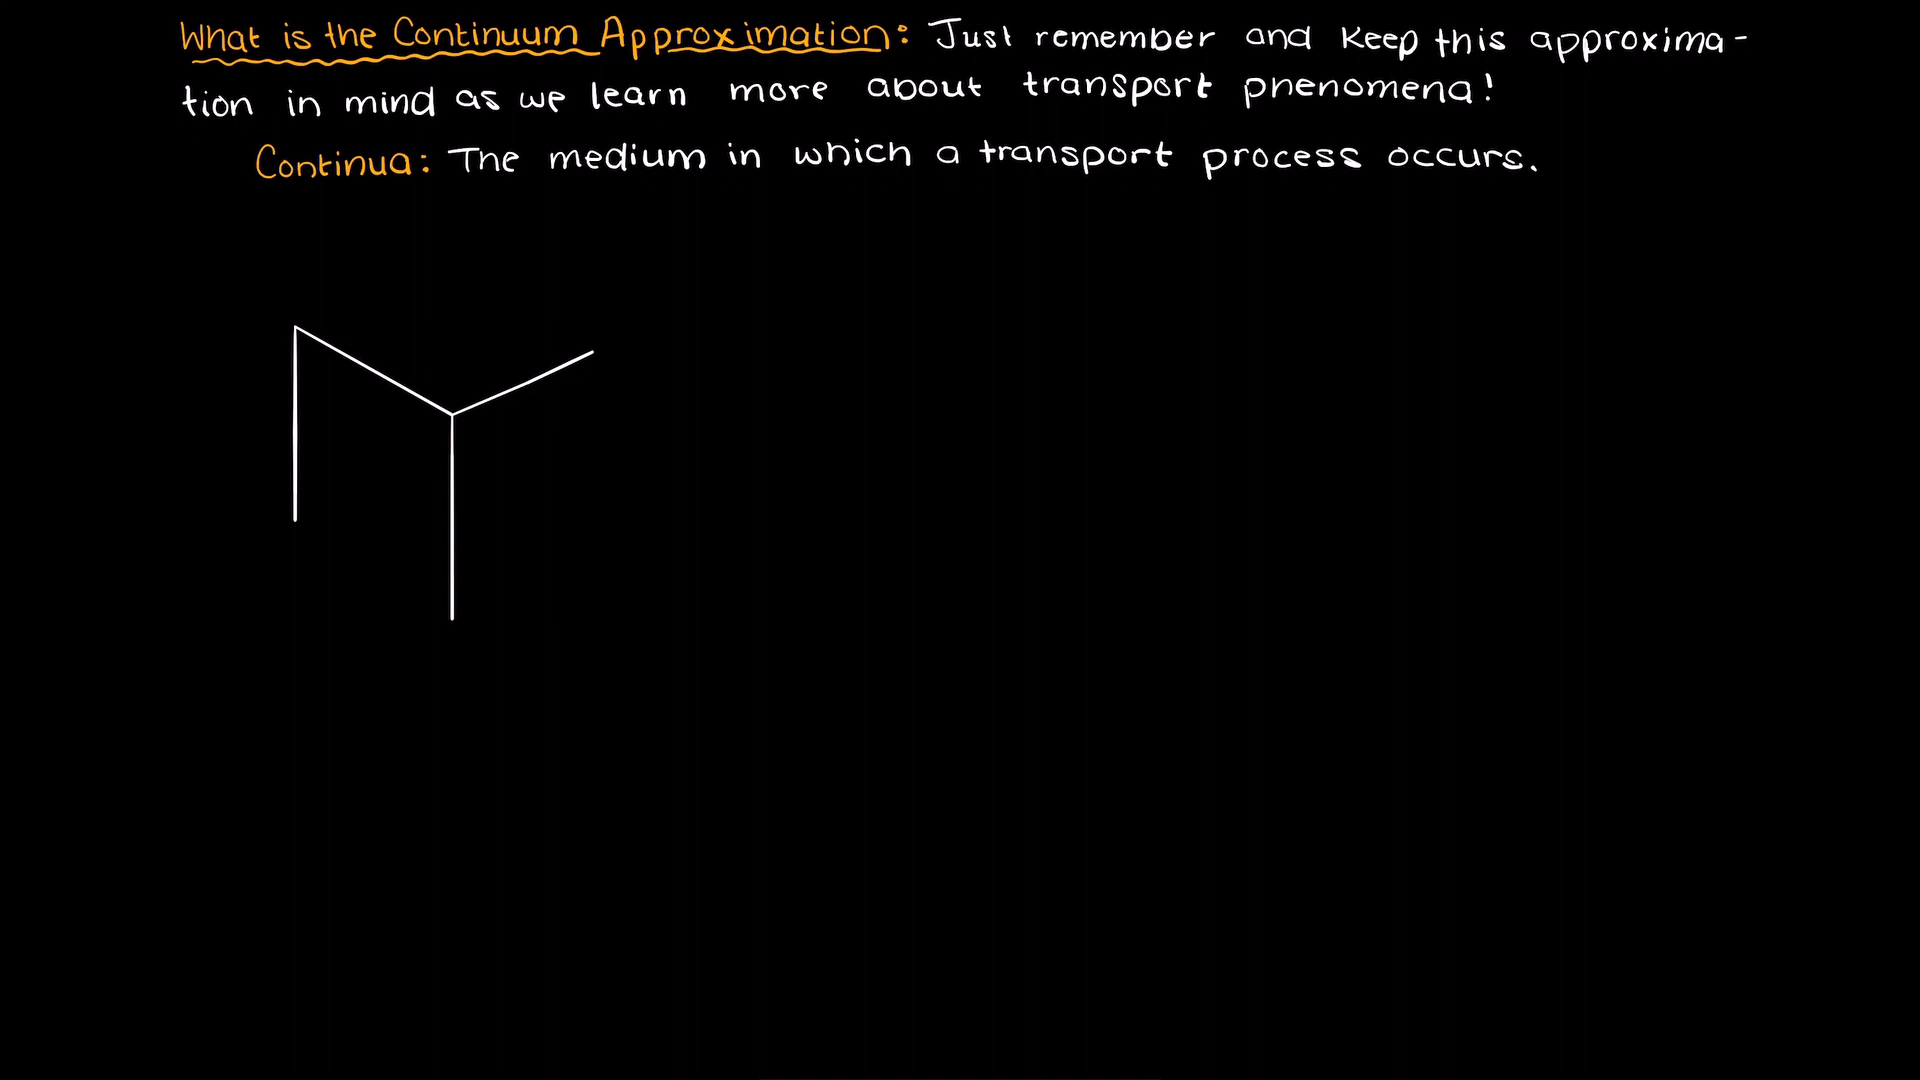 What is the Continuum Approximation: Just remember and keep this approxima-
tion in mind as we learn more about transport phenomena!
Continua: The medium in which a transport process occurs.